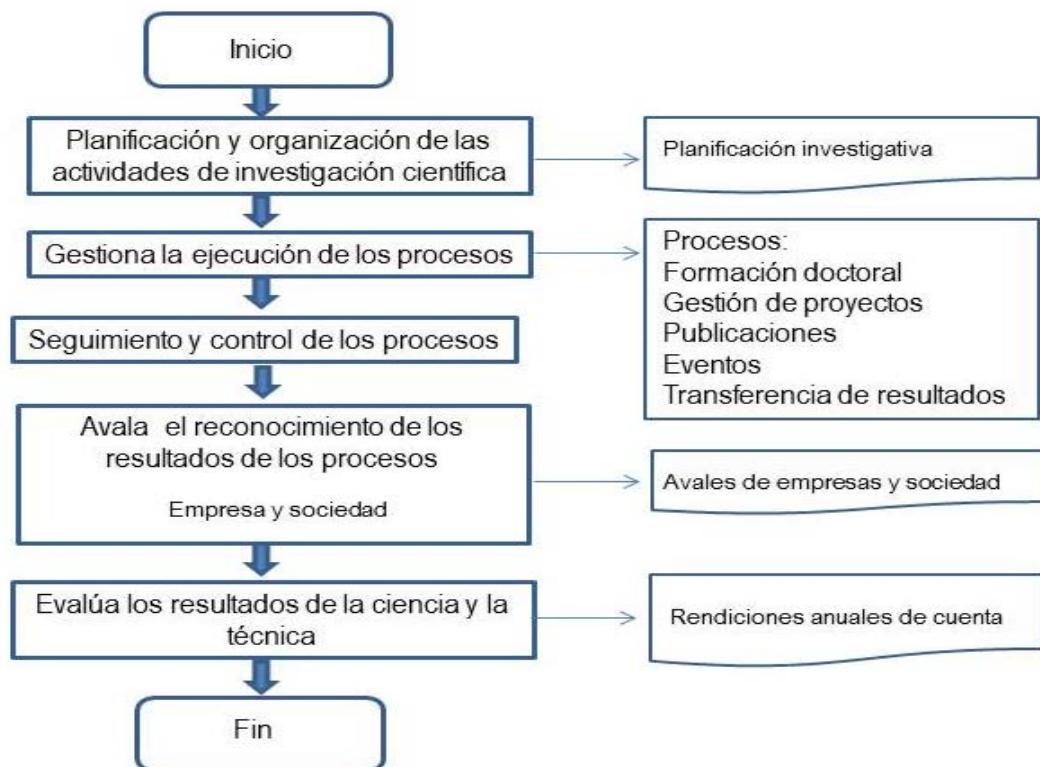 Inicio
Planificación y organización de las
actividades de investigación científica
Planificación investigativa
Gestiona la ejecución de los procesos
Procesos:
Formación doctoral
Gestión de proyectos
Publicaciones
Eventos
Transferencia de resultados
Seguimiento y control de los procesos
Avala el reconocimiento de los
resultados de los procesos
Empresa y sociedad
Avales de empresas y sociedad
Evalúa los resultados de la ciencia y la
técnica
Rendiciones anuales de cuenta
Fin